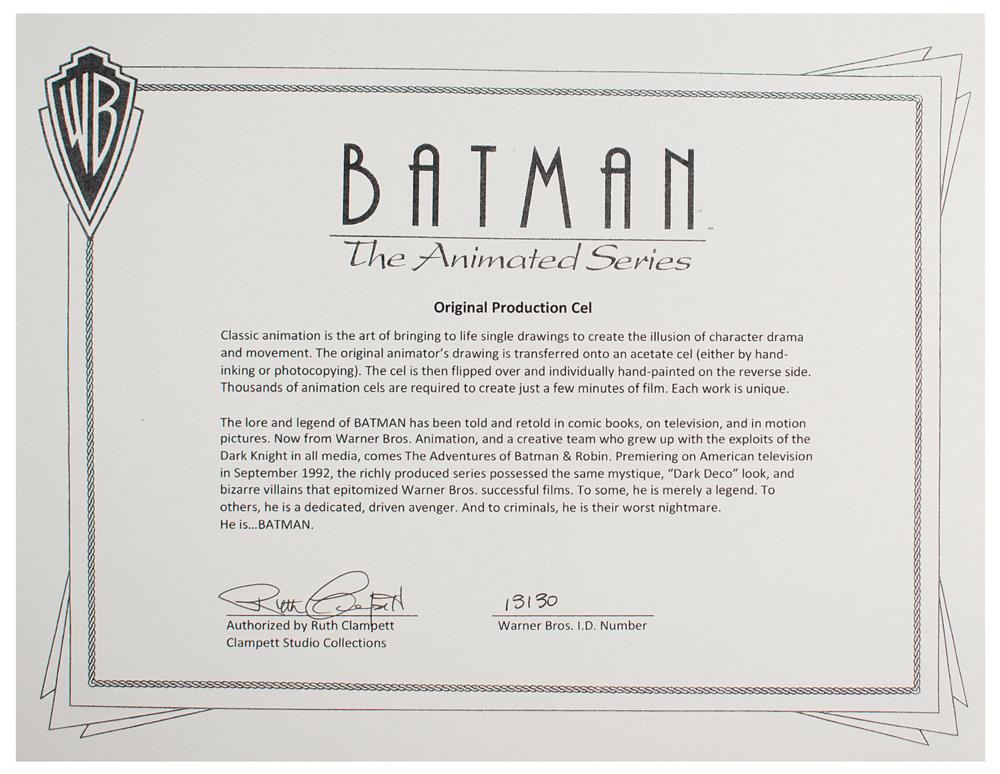 WB
BATMAN
The Animated Series
Original Production Cel
Classic animation is the art of bringing to life single drawings to create the illusion of character drama
and movement. The original animator's drawing is transferred onto an acetate cel (either by hand-
inking or photocopying). The cel is then flipped over and individually hand-painted on the reverse side.
Thousands of animation cels are required to create just a few minutes of film. Each work is unique.
The lore and legend of BATMAN has been told and retold in comic books, on television, and in motion
pictures. Now from Warner Bros. Animation, and a creative team who grew up with the exploits of the
Dark Knight in all media, comes The Adventures of Batman & Robin. Premiering on American television
in September 1992, the richly produced series possessed the same mystique, "Dark Deco" look, and
bizarre villains that epitomized Warner Bros. successful films. To some, he is merely a legend. To
others, he is a dedicated, driven avenger. And to criminals, he is their worst nightmare.
He is...BATMAN.
Ruth Clampett 13130
Authorized by Ruth Clampett Warner Bros. I.D. Number
Clampett Studio Collections